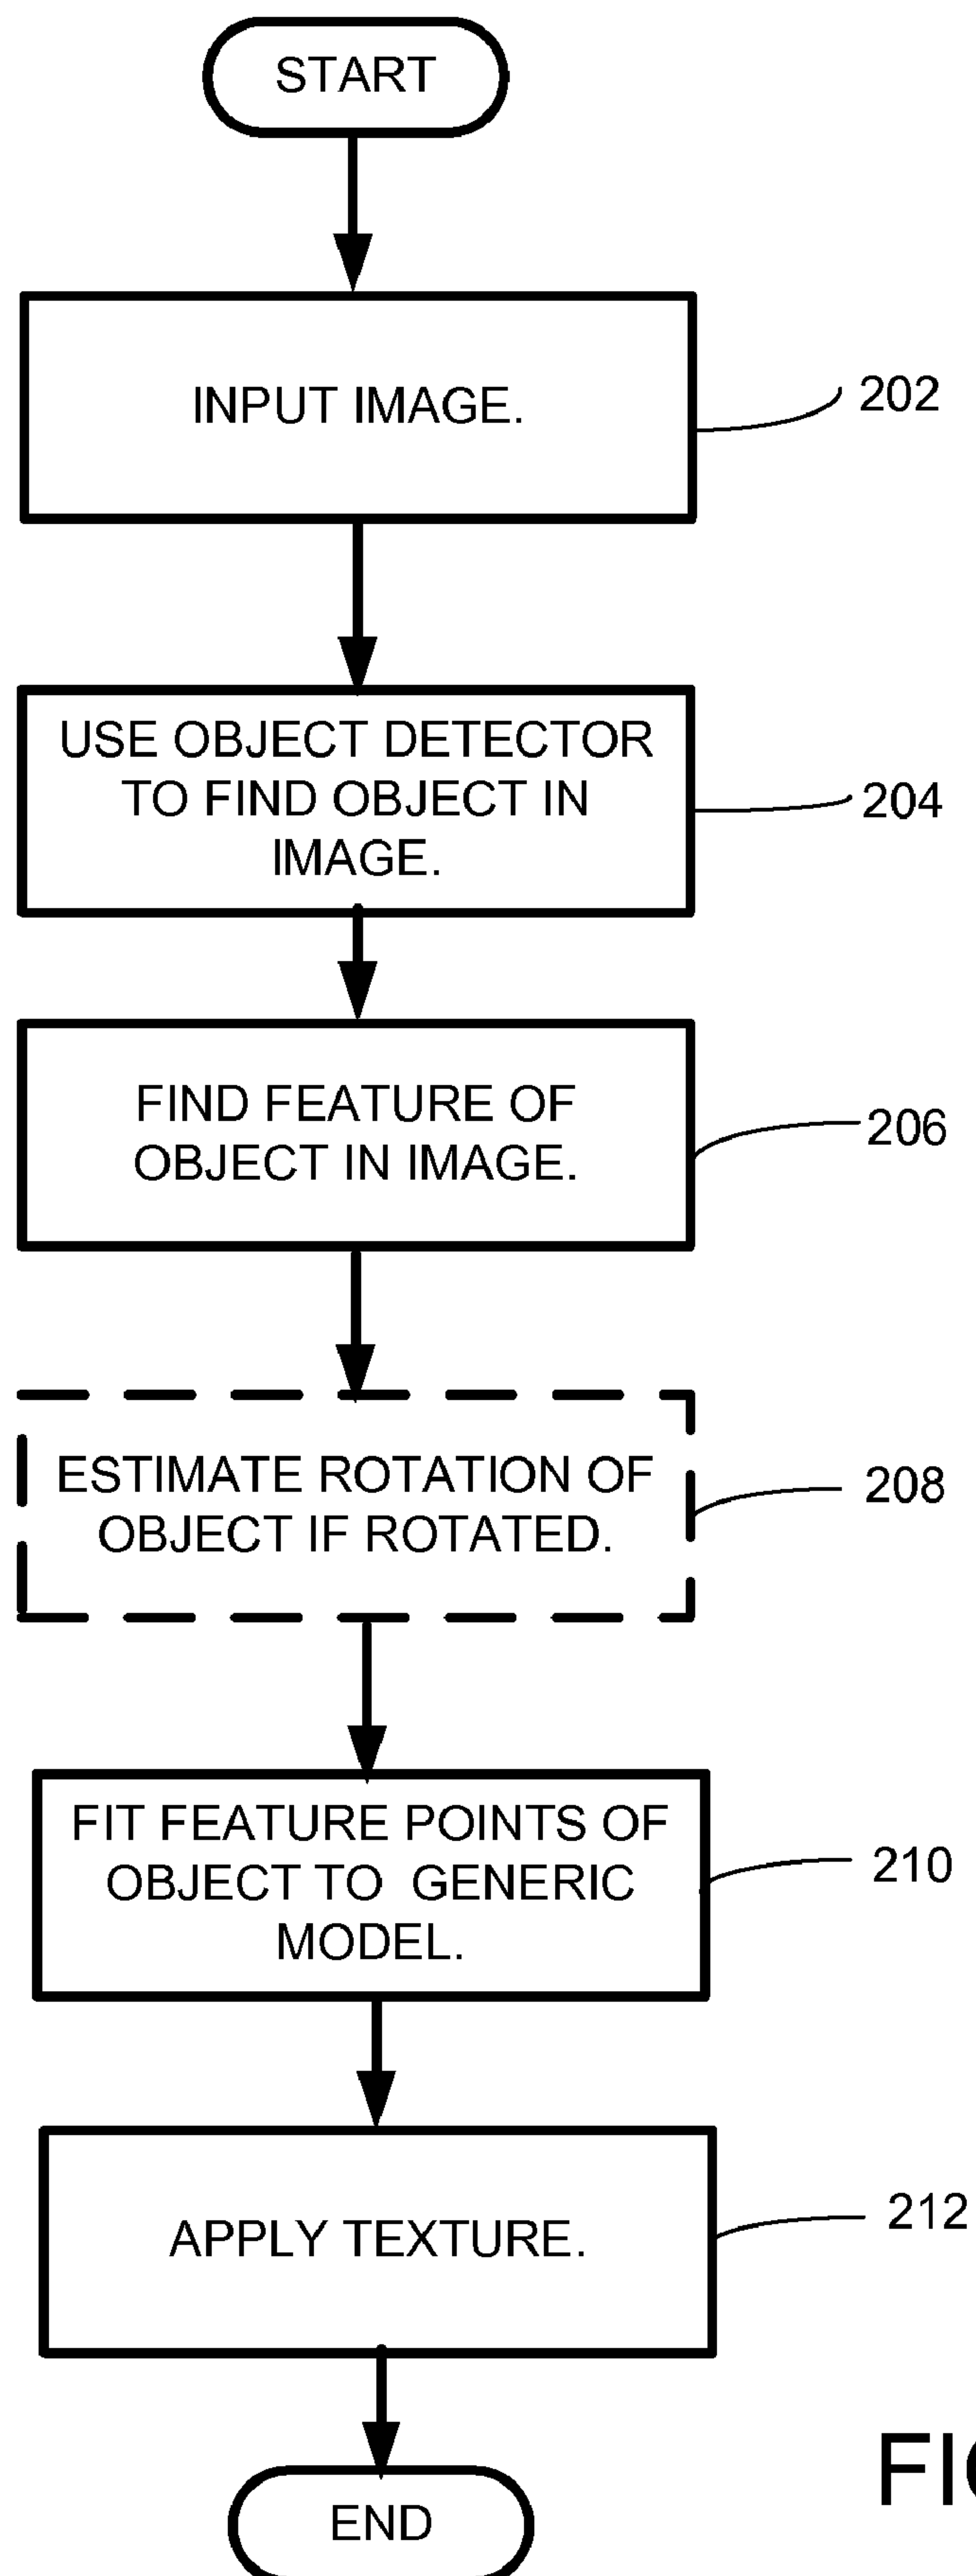 START
INPUT IMAGE.
202
USE OBJECT DETECTOR
TO FIND OBJECT IN
IMAGE.
204
FIND FEATURE OF
OBJECT IN IMAGE.
206
ESTIMATE ROTATION OF
OBJECT IF ROTATED.
208
FIT FEATURE POINTS OF
OBJECT TO GENERIC
MODEL.
210
APPLY TEXTURE.
212
END